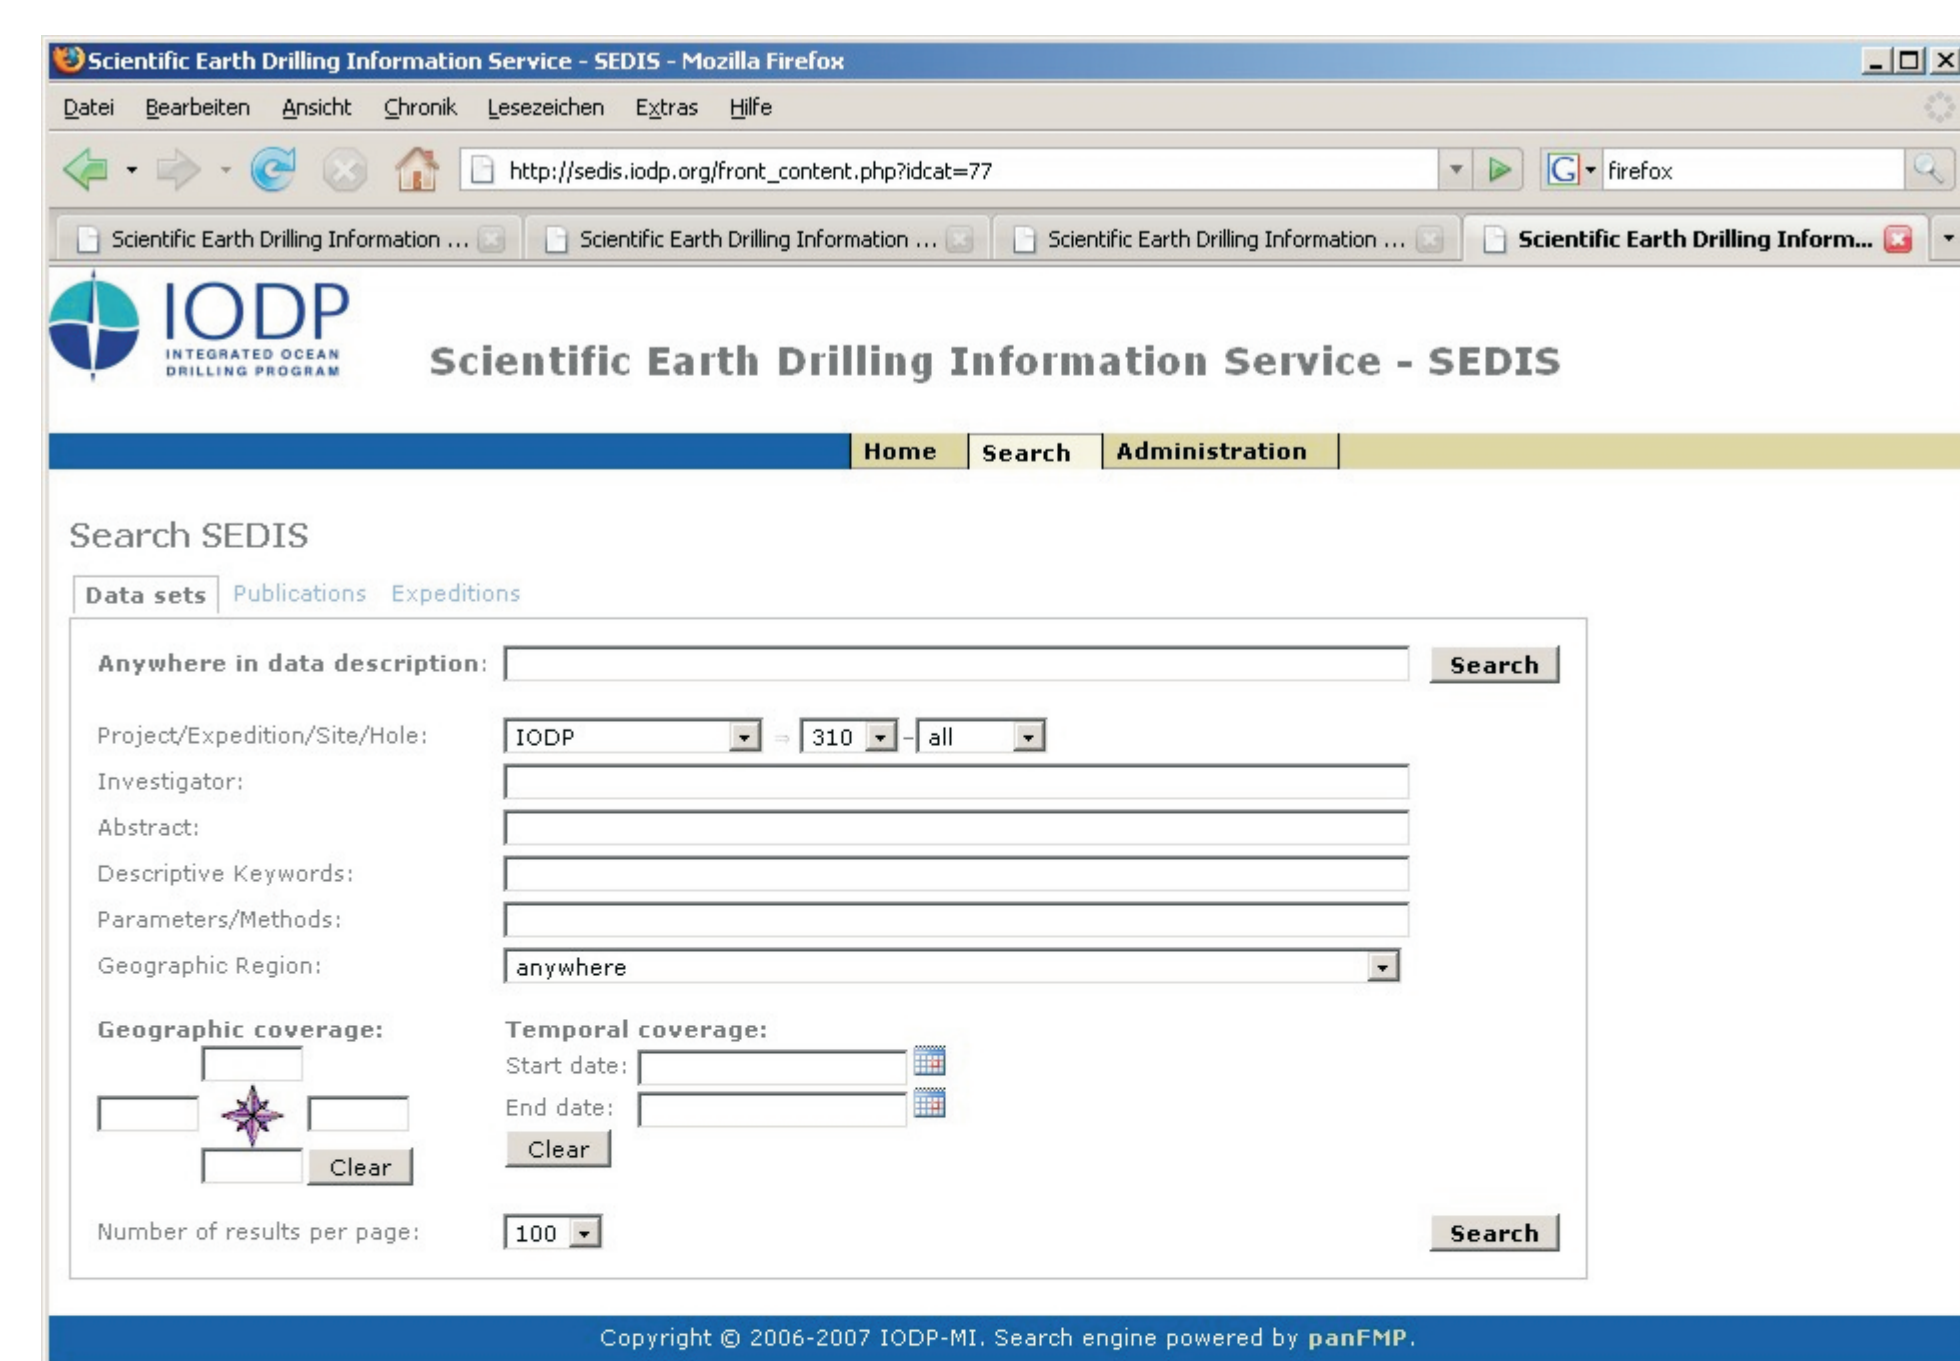 Scientific Earth Drilling Information Service - SEDIS - Mozilla Firefox
Datei Bearbeiten Ansicht Chronik Lesezeichen Extras Hilfe
http://sedis.iodp.org/front_content.php?idcat=77 G firefox
Scientific Earth Drilling Information ... Scientific Earth Drilling Information ... Scientific Earth Drilling Information ... Scientific Earth Drilling Inform...
IODP
INTEGRATED OCEAN
DRILLING PROGRAM
Scientific Earth Drilling Information Service - SEDIS
Home Search Administration
Search SEDIS
Data sets Publications Expeditions
Anywhere in data description: Search
Project/Expedition/Site/Hole: IODP ⇒ 310 - all
Investigator:
Abstract:
Descriptive Keywords:
Parameters/Methods:
Geographic Region: anywhere
Geographic coverage: Temporal coverage:
Start date:
End date:
Clear
Clear
Number of results per page: 100 Search
Copyright © 2006-2007 IODP-MI. Search engine powered by panFMP.